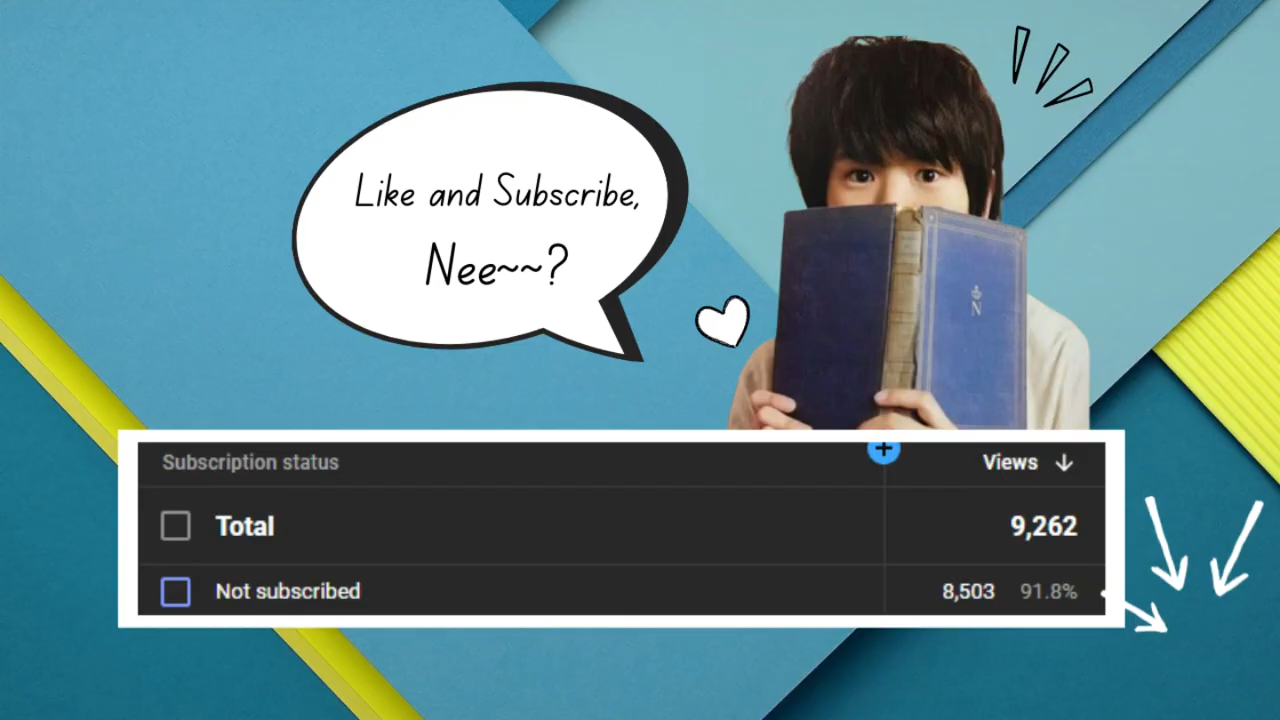 Like and Subscribe,
Nee~~?
N
Subscription status Views
Total 9,262
Not subscribed 8,503 91.8%